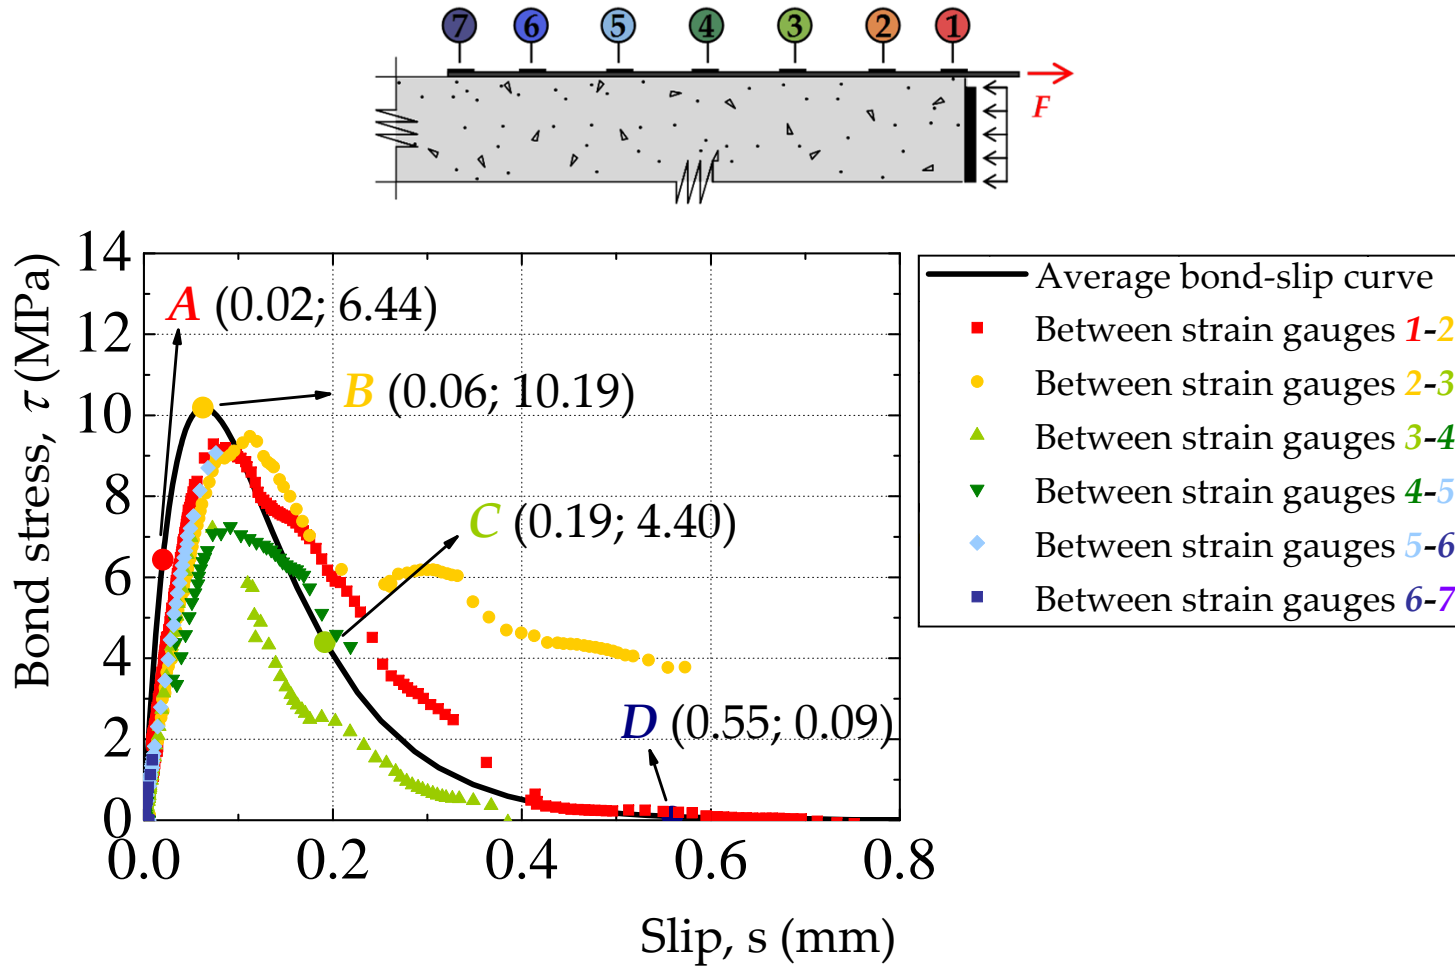 7 6 5 4 3 2 1
F
14
12
10
8
6
4
2
0
Bond stress, τ (MPa)
A (0.02; 6.44)
B (0.06; 10.19)
C (0.19; 4.40)
D (0.55; 0.09)
0.0 0.2 0.4 0.6 0.8
Slip, s (mm)
Average bond-slip curve
Between strain gauges 1-2
Between strain gauges 2-3
Between strain gauges 3-4
Between strain gauges 4-5
Between strain gauges 5-6
Between strain gauges 6-7